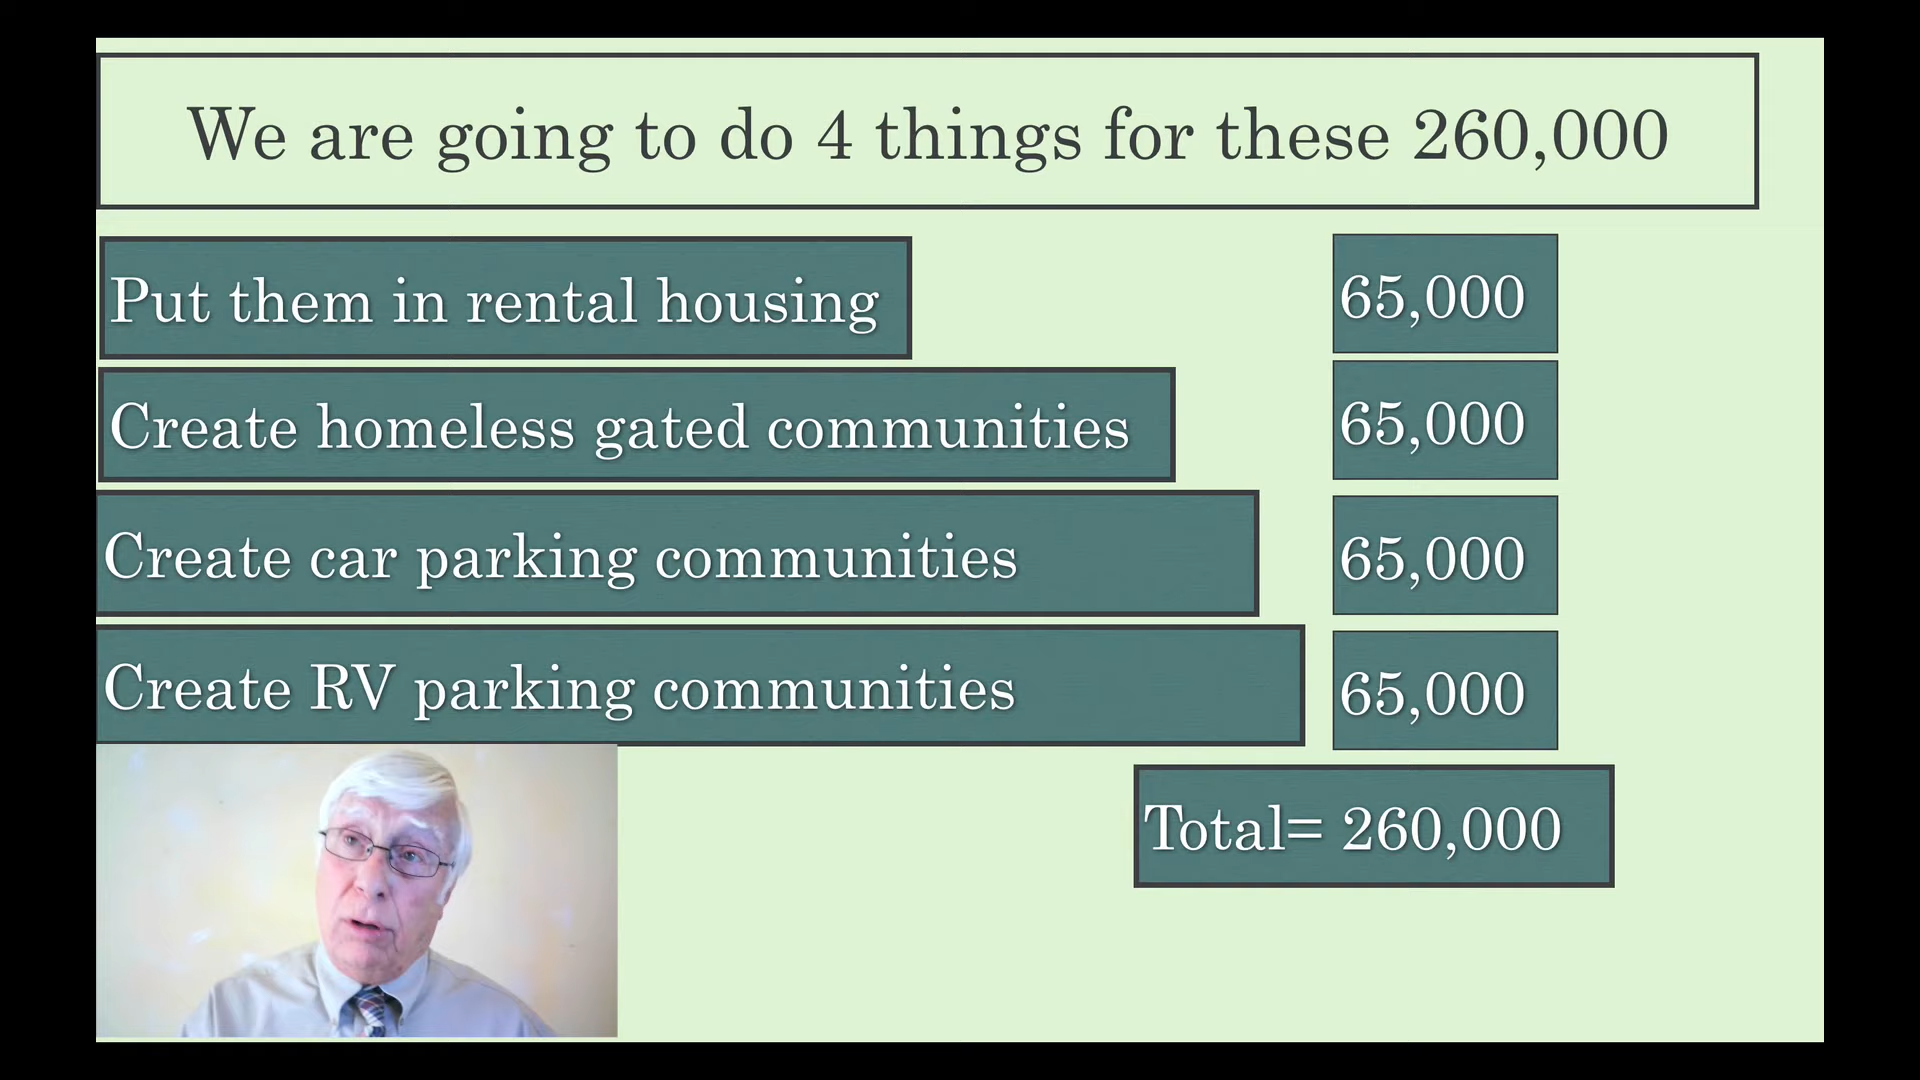 We are going to do 4 things for these 260,000
Put them in rental housing 65,000
Create homeless gated communities 65,000
Create car parking communities 65,000
Create RV parking communities 65,000
Total= 260,000